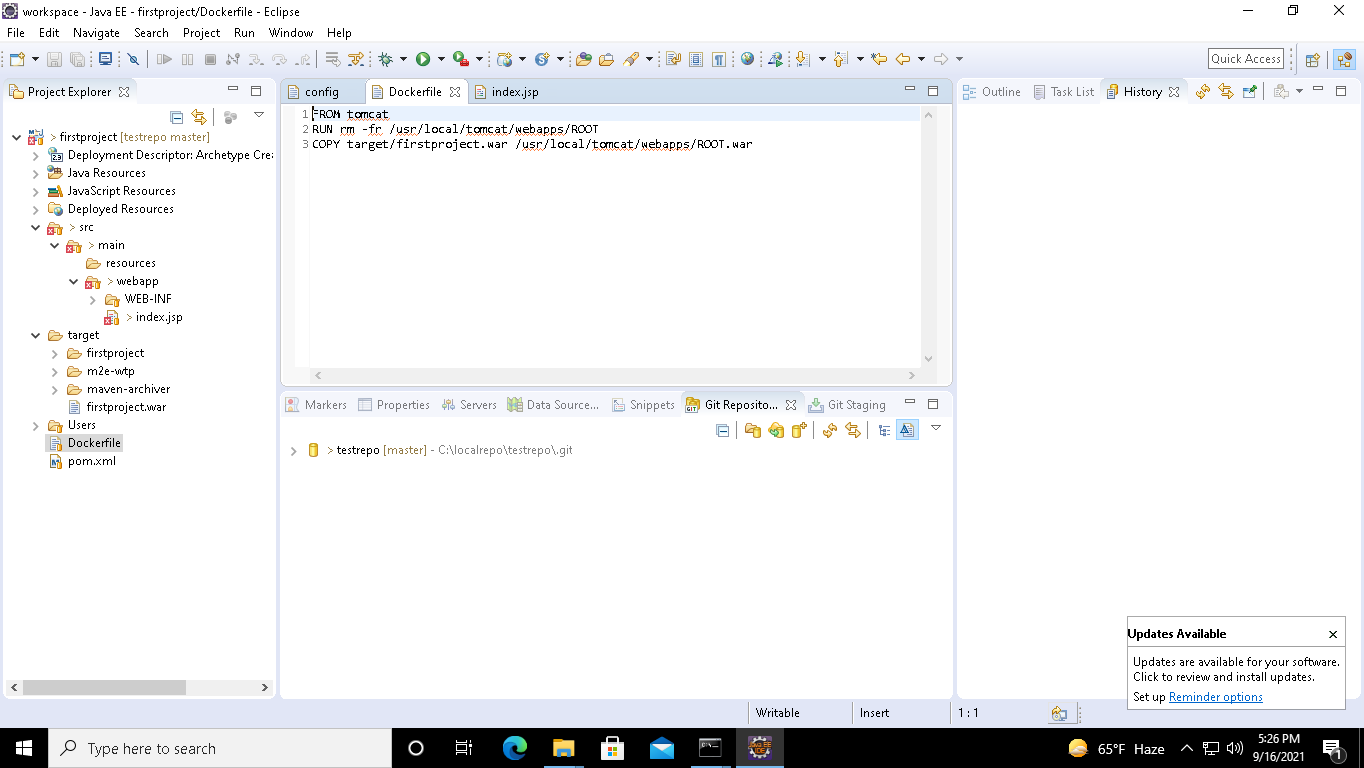 workspace - Java EE - firstproject/Dockerfile - Eclipse
File Edit Navigate Search Project Run Window Help
Quick Access
Project Explorer
config
Dockerfile
index.jsp
Outline
Task List
History
> firstproject [testrepo master]
Deployment Descriptor: Archetype Cre
Java Resources
JavaScript Resources
Deployed Resources
> src
> main
resources
> webapp
WEB-INF
> index.jsp
target
firstproject
m2e-wtp
maven-archiver
firstproject.war
Users
Dockerfile
pom.xml
1 FROM tomcat
2 RUN rm -fr /usr/local/tomcat/webapps/ROOT
3 COPY target/firstproject.war /usr/local/tomcat/webapps/ROOT.war
Markers
Properties
Servers
Data Source...
Snippets
Git Reposito...
Git Staging
> testrepo [master] - C:\localrepo\testrepo\.git
Updates Available
Updates are available for your software.
Click to review and install updates.
Set up Reminder options
Writable
Insert
1 : 1
Type here to search
65°F Haze
5:26 PM
9/16/2021
1